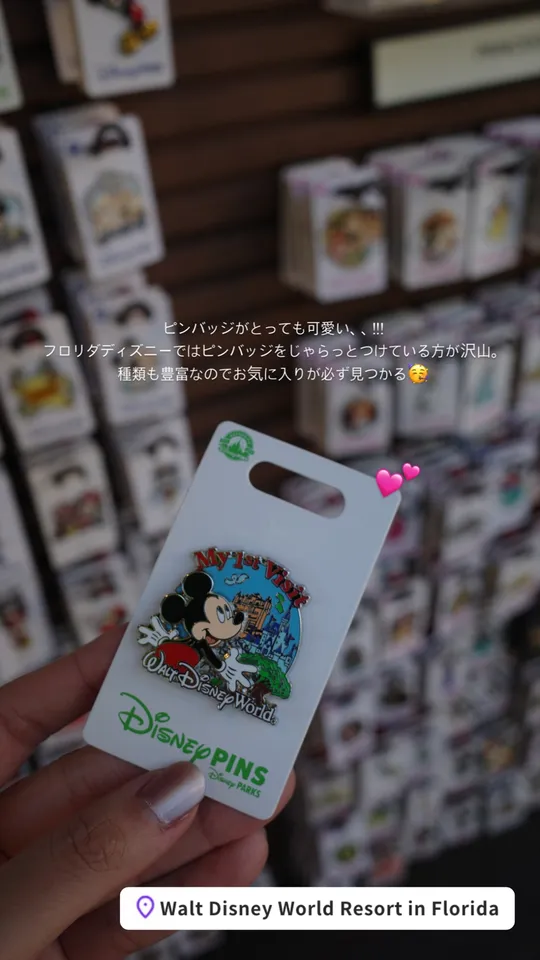 ピンバッジがとっても可愛い、、!!!
フロリダディズニーではピンバッジをじゃらっとつけている方が沢山。
種類も豊富なのでお気に入りが必ず見つかる🥳
My 1st Visit
Walt Disney World
Disney PINS
Disney PARKS
Walt Disney World Resort in Florida